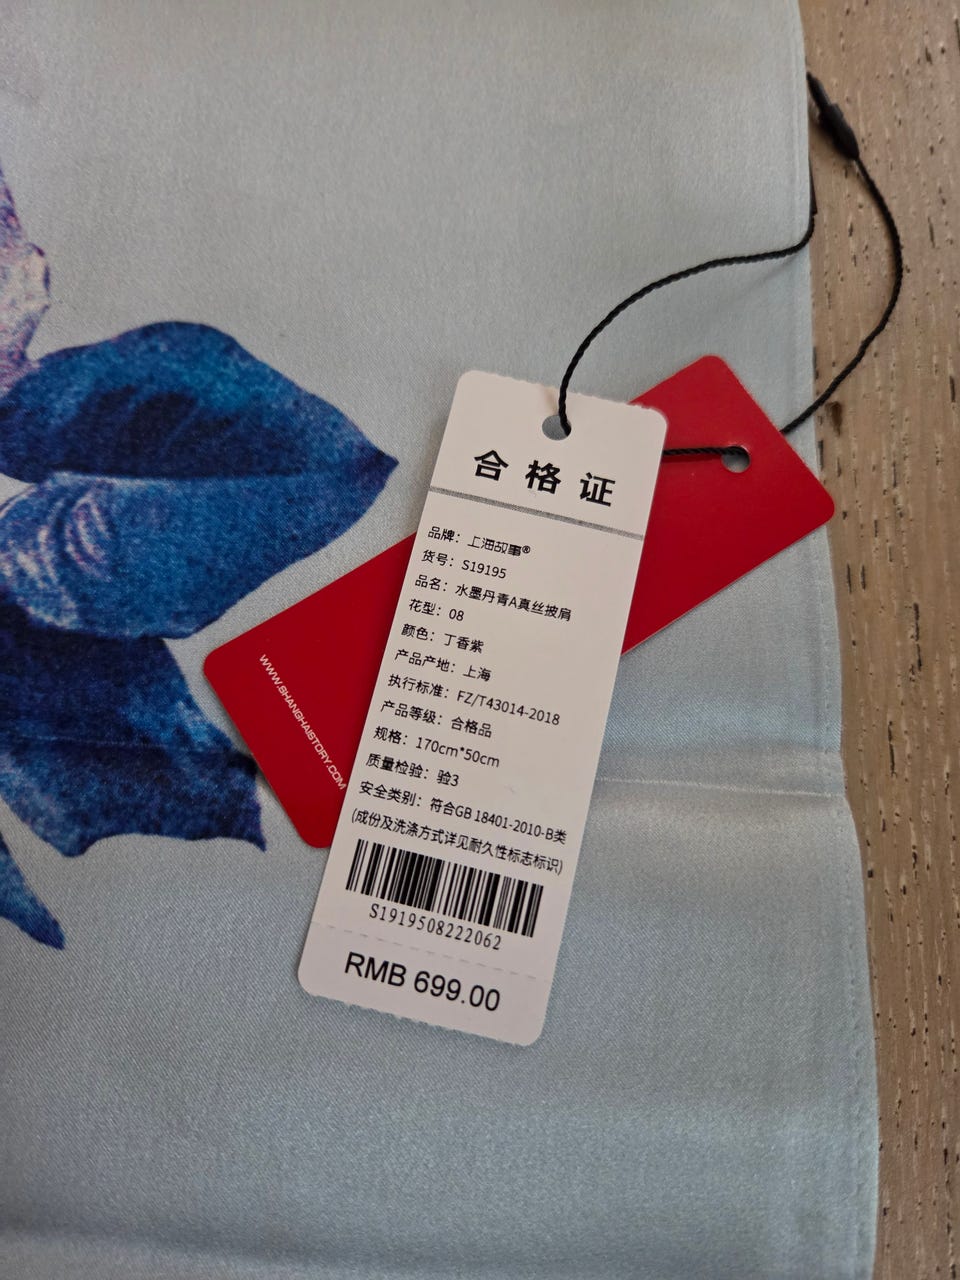 合格证
品牌：上海故事®
货号：S19195
品名：水墨丹青A真丝披肩
花型：08
颜色：丁香紫
产品产地：上海
执行标准：FZ/T43014-2018
产品等级：合格品
规格：170cm*50cm
质量检验：验3
安全类别：符合GB 18401-2010-B类
(成份及洗涤方式详见耐久性标志标识)
S1919508222062
RMB 699.00
WWW.SHANGHAISTORY.COM